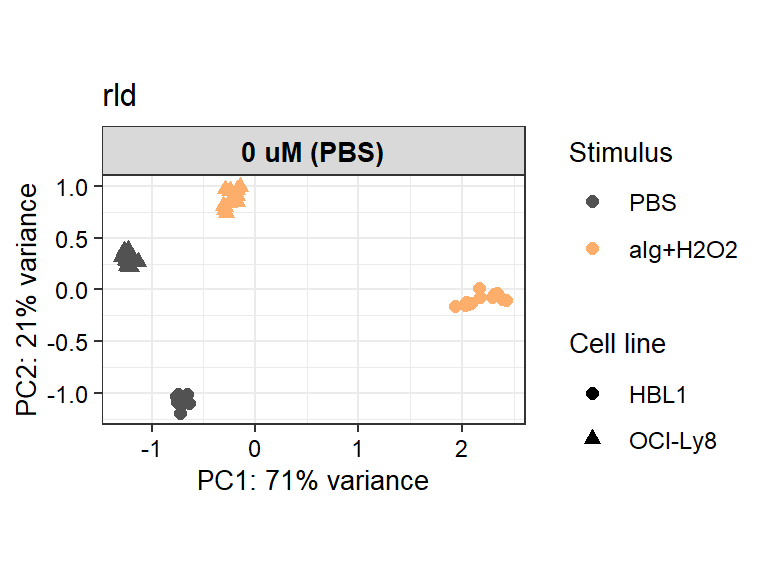 rld
0 uM (PBS)
1.0
0.5
0.0
-0.5
-1.0
PC2: 21% variance
-1
0
1
2
PC1: 71% variance
Stimulus
PBS
aIg+H2O2
Cell line
HBL1
OCI-Ly8